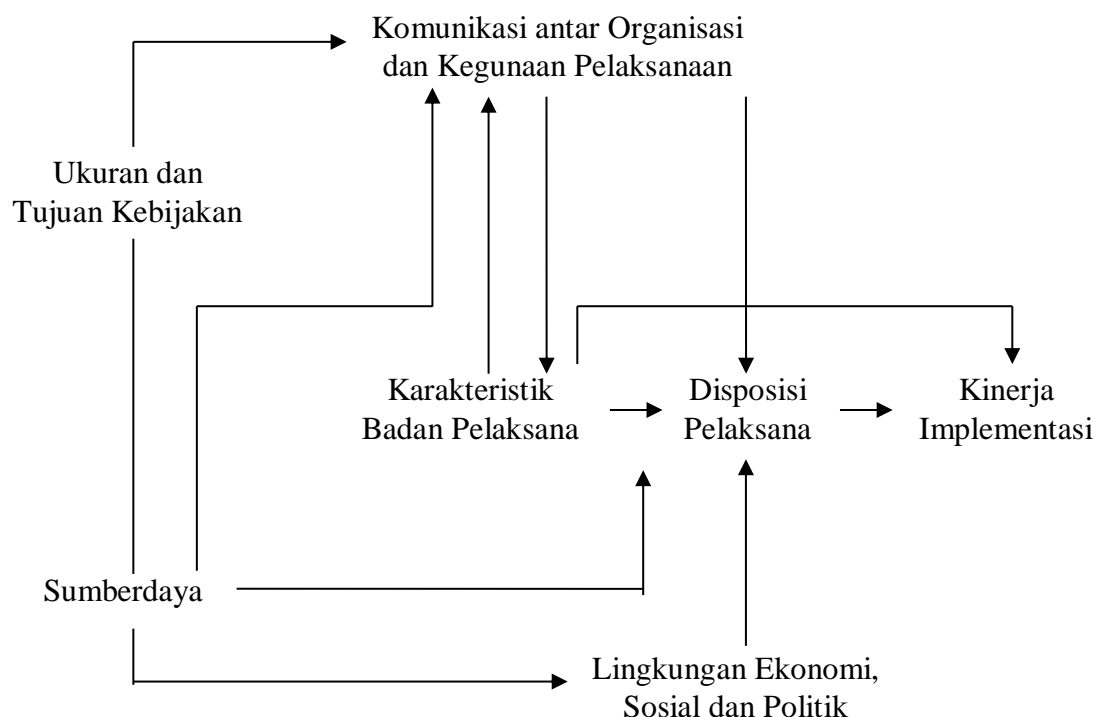 Komunikasi antar Organisasi
dan Kegunaan Pelaksanaan
Ukuran dan
Tujuan Kebijakan
Karakteristik
Badan Pelaksana
Disposisi
Pelaksana
Kinerja
Implementasi
Sumberdaya
Lingkungan Ekonomi,
Sosial dan Politik